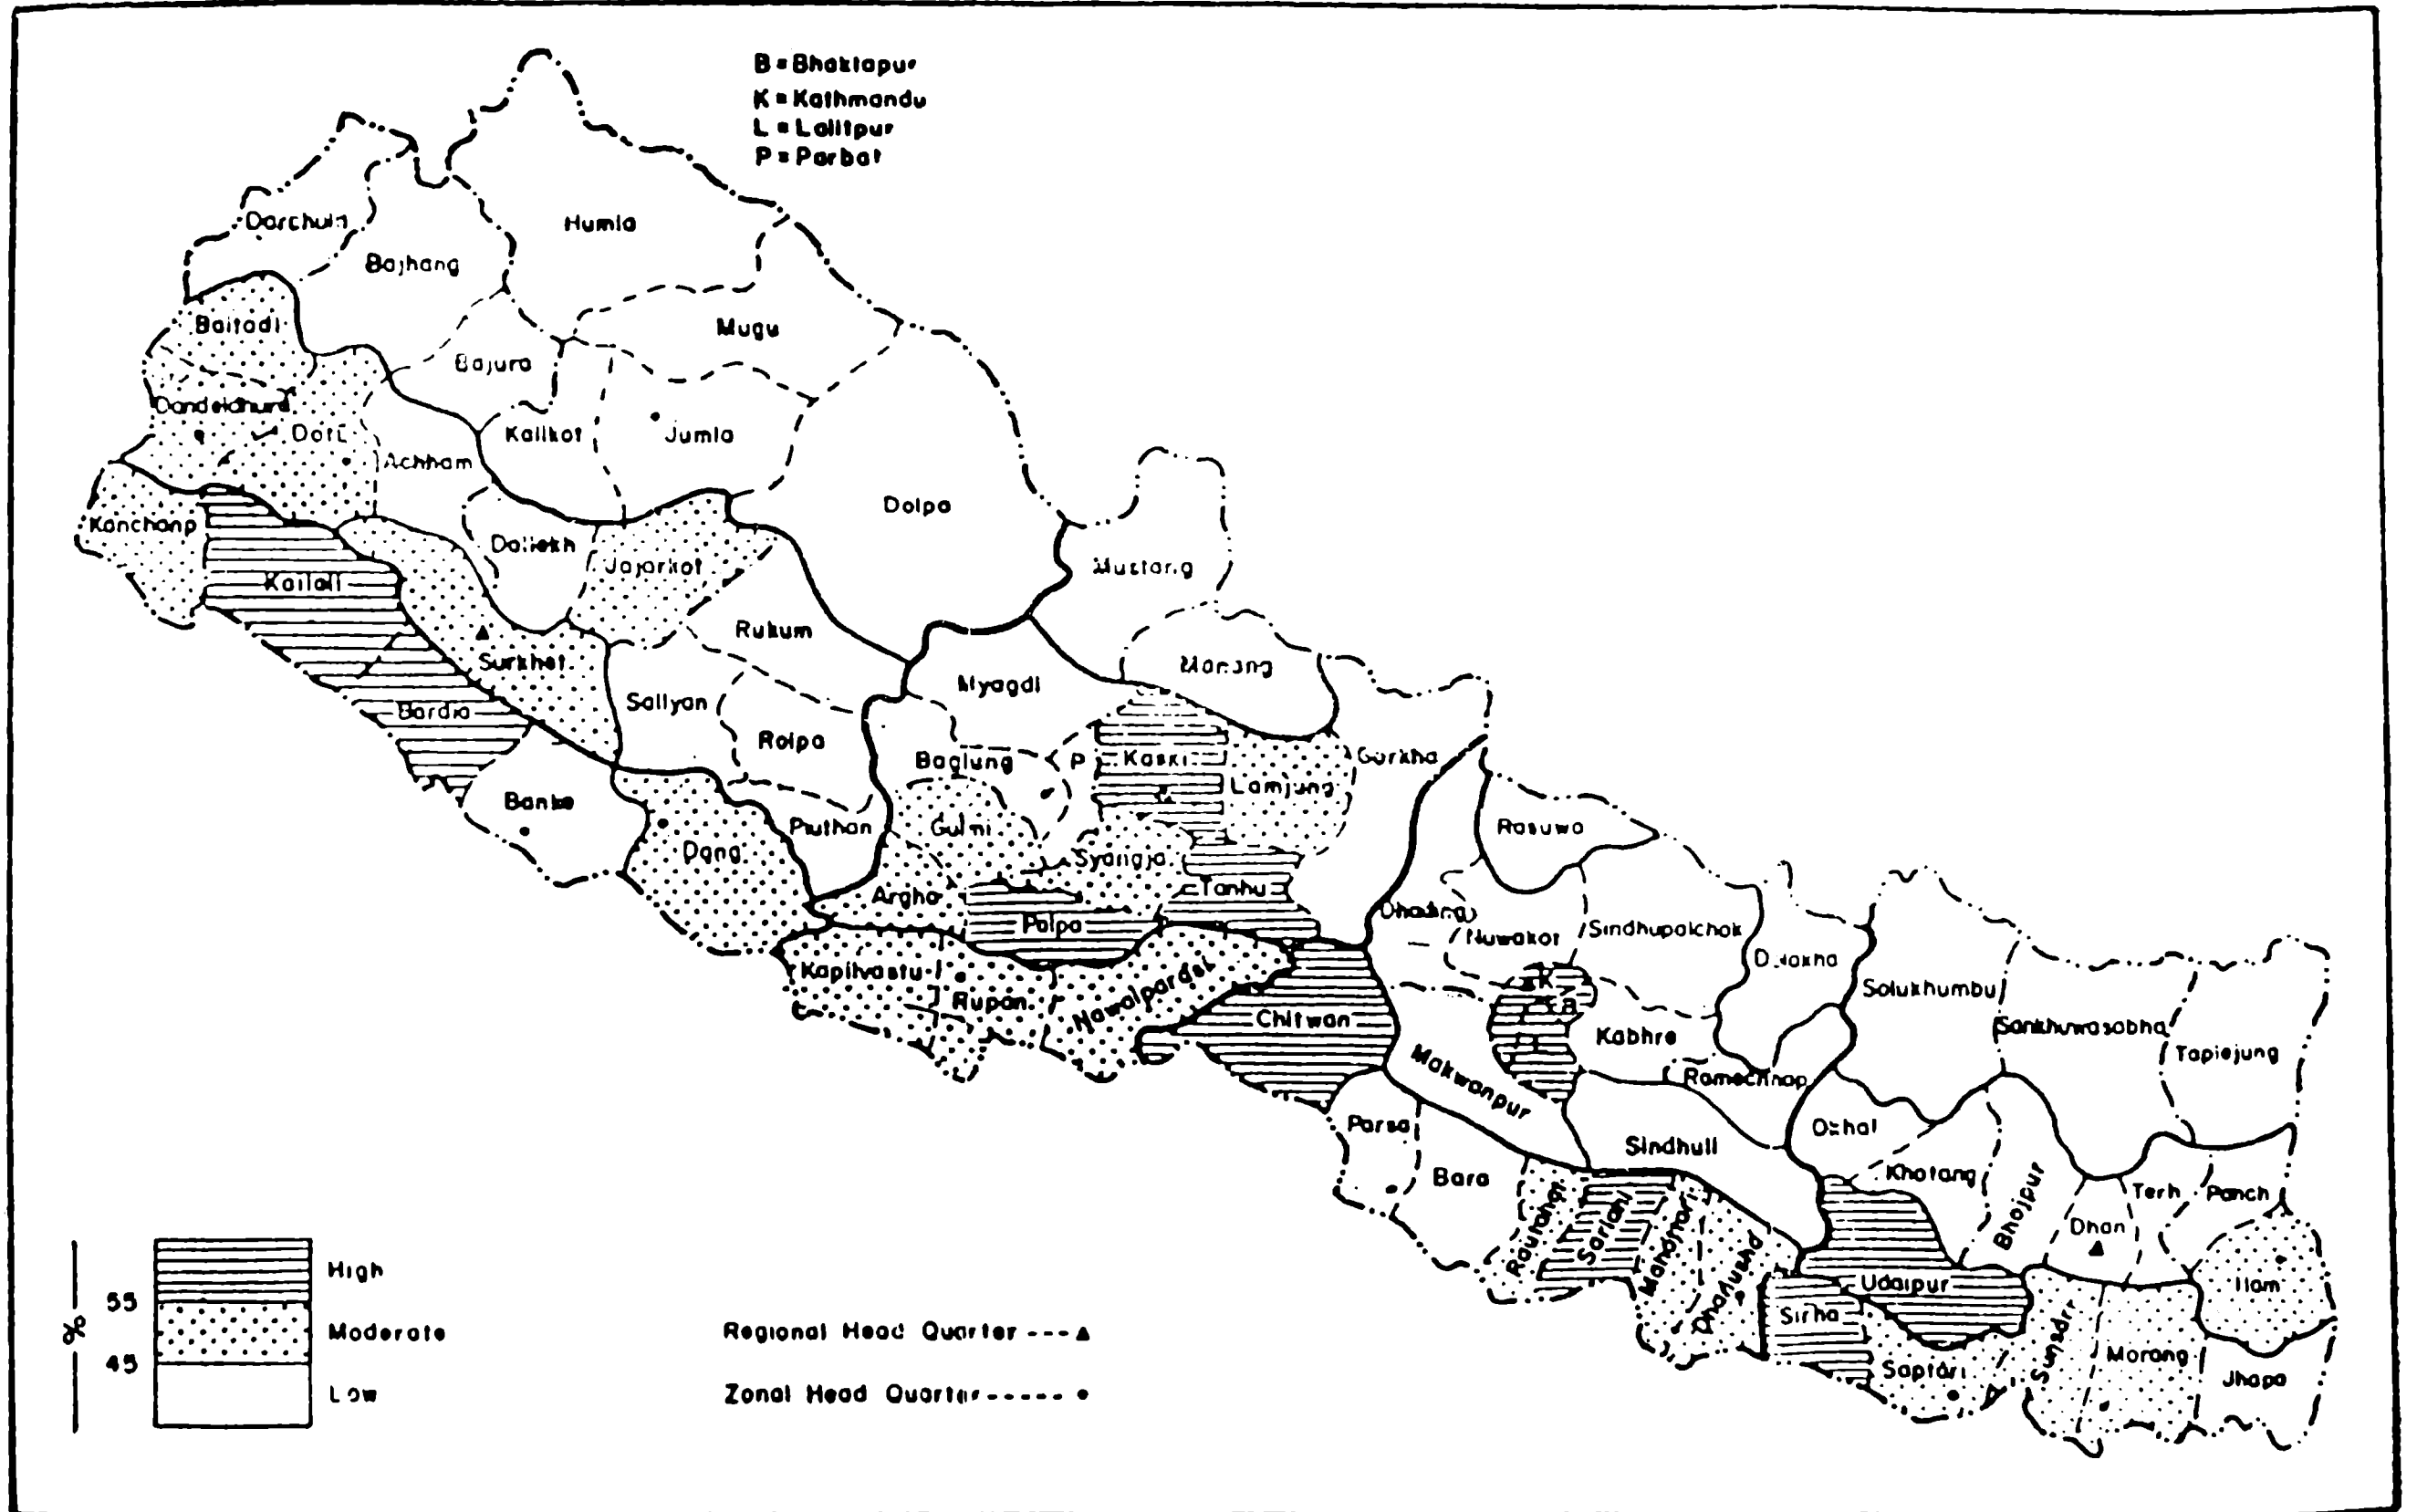 B = Bhaktapur
K = Kathmandu
L = Lalitpur
P = Parbat
Darchula
Humla
Bajhang
Baitadi
Mugu
Bajura
Dandeldhura
Doti
Kalikot
Jumla
Achham
Dolpa
Kanchanp
Dailekh
Jajarkot
Mustang
Kailali
Rukum
Surkhet
Manang
Myagdi
Sallyan
Bardia
Rolpa
Baglung
P
Kaski
Gorkha
Lamjung
Banke
Piuthan
Gulmi
Rasuwa
Dang
Syangja
Argha
Tanhu
Dhading
Palpa
Nuwakot
Sindhupalchok
Dolakha
Kapilvastu
Rupan
Nawalparasi
K
B
L
Solukhumbu
Chitwan
Kabhre
Sankhuwasabha
Taplejung
Makwanpur
Ramechhap
Parsa
Okhal
Sindhuli
Bara
Khotang
Bhojpur
Terh
Panch
Dhan
Rautahat
Sarlahi
Mahottari
Dhanusha
Sirha
Udaipur
Ilam
Saptari
Sunsari
Morang
Jhapa
%
High
55
Moderate
45
Low
Regional Head Quarter ---▲
Zonal Head Quarter ----- •